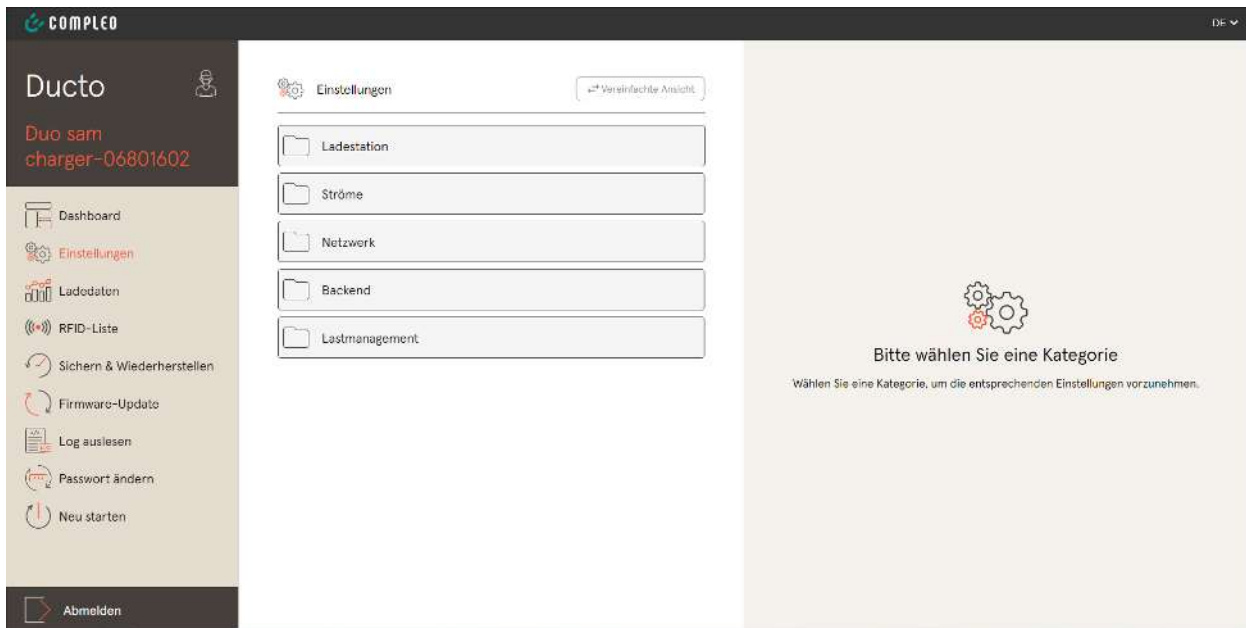 COMPLEO
DE
Ducto
Duo sam
charger-06801602
Dashboard
Einstellungen
Ladedaten
RFID-Liste
Sichern & Wiederherstellen
Firmware-Update
Log auslesen
Passwort ändern
Neu starten
Abmelden
Einstellungen
Vereinfachte Ansicht
Ladestation
Ströme
Netzwerk
Backend
Lastmanagement
Bitte wählen Sie eine Kategorie
Wählen Sie eine Kategorie, um die entsprechenden Einstellungen vorzunehmen.